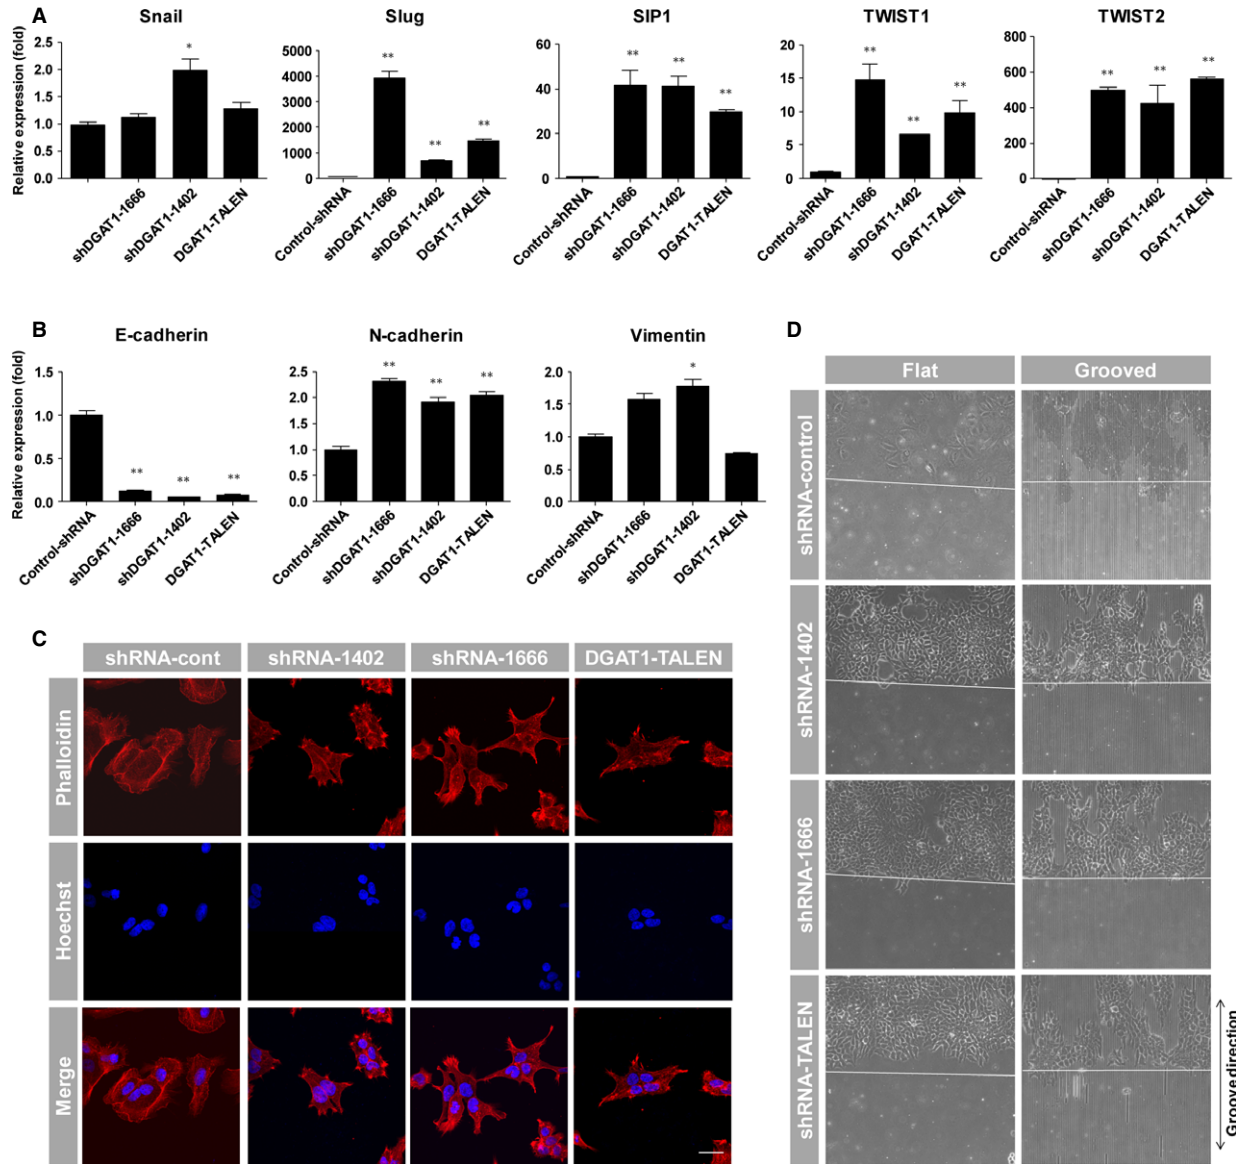 A
Snail
Slug
SIP1
TWIST1
TWIST2
Relative expression (fold)
2.5
2.0
1.5
1.0
0.5
0.0
*
shDGAT1-1666
shDGAT1-1402
DGAT1-TALEN
5000
4000
3000
2000
1000
0
**
**
**
Control-shRNA
shDGAT1-1666
shDGAT1-1402
DGAT1-TALEN
60
40
20
0
**
**
**
Control-shRNA
shDGAT1-1666
shDGAT1-1402
DGAT1-TALEN
20
15
10
5
0
**
**
**
Control-shRNA
shDGAT1-1666
shDGAT1-1402
DGAT1-TALEN
800
600
400
200
0
**
**
**
Control-shRNA
shDGAT1-1666
shDGAT1-1402
DGAT1-TALEN
B
E-cadherin
N-cadherin
Vimentin
Relative expression (fold)
1.5
1.0
0.5
0.0
**
**
**
Control-shRNA
shDGAT1-1666
shDGAT1-1402
DGAT1-TALEN
2.5
2.0
1.5
1.0
0.5
0.0
**
**
**
Control-shRNA
shDGAT1-1666
shDGAT1-1402
DGAT1-TALEN
2.0
1.5
1.0
0.5
0.0
*
Control-shRNA
shDGAT1-1666
shDGAT1-1402
DGAT1-TALEN
C
shRNA-cont
shRNA-1402
shRNA-1666
DGAT1-TALEN
Phalloidin
Hoechst
Merge
D
Flat
Grooved
shRNA-control
shRNA-1402
shRNA-1666
shRNA-TALEN
Grooved direction